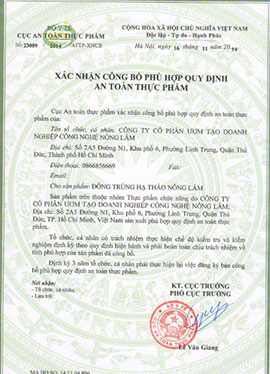 BỘ Y TẾ
CỤC AN TOÀN THỰC PHẨM
Số 23009 /2014 /ATTP-XNCB
CỘNG HÒA XÃ HỘI CHỦ NGHĨA VIỆT NAM
Độc lập - Tự do - Hạnh Phúc
Hà Nội, ngày 16 tháng 11 năm 20
XÁC NHẬN CÔNG BỐ PHÙ HỢP QUY ĐỊNH
AN TOÀN THỰC PHẨM
Cục An toàn thực phẩm xác nhận công bố phù hợp quy định an toàn thực
phẩm của:
Tên tổ chức, cá nhân: CÔNG TY CỔ PHẦN ƯƠM TẠO DOANH
NGHIỆP CÔNG NGHỆ NÔNG LÂM
Địa chỉ: Số 2A5 Đường N1, Khu phố 6, Phường Linh Trung, Quận Thủ
Đức, Thành phố Hồ Chí Minh
Điện thoại: 0866856669 Fax:
Email:
Cho sản phẩm: ĐÔNG TRÙNG HẠ THẢO NÔNG LÂM
Sản phẩm trên thuộc nhóm Thực phẩm chức năng do CÔNG TY
CỔ PHẦN ƯƠM TẠO DOANH NGHIỆP CÔNG NGHỆ NÔNG LÂM;
Địa chỉ: Số 2A5 Đường N1, Khu phố 6, Phường Linh Trung, Quận Thủ
Đức, TP. Hồ Chí Minh, Việt Nam sản xuất phù hợp quy định an toàn thực phẩm.
Tổ chức, cá nhân có trách nhiệm thực hiện chế độ kiểm tra và kiểm
nghiệm định kỳ theo quy định hiện hành và phải hoàn toàn chịu trách nhiệm về
tính phù hợp của sản phẩm đã công bố.
Định kỳ 3 năm tổ chức, cá nhân phải thực hiện lại việc đăng ký bản công
bố phù hợp quy định an toàn thực phẩm.
Nơi nhận:
- Tổ chức, cá nhân;
- Lưu trữ.
KT. CỤC TRƯỞNG
PHÓ CỤC TRƯỞNG
Lê Văn Giang